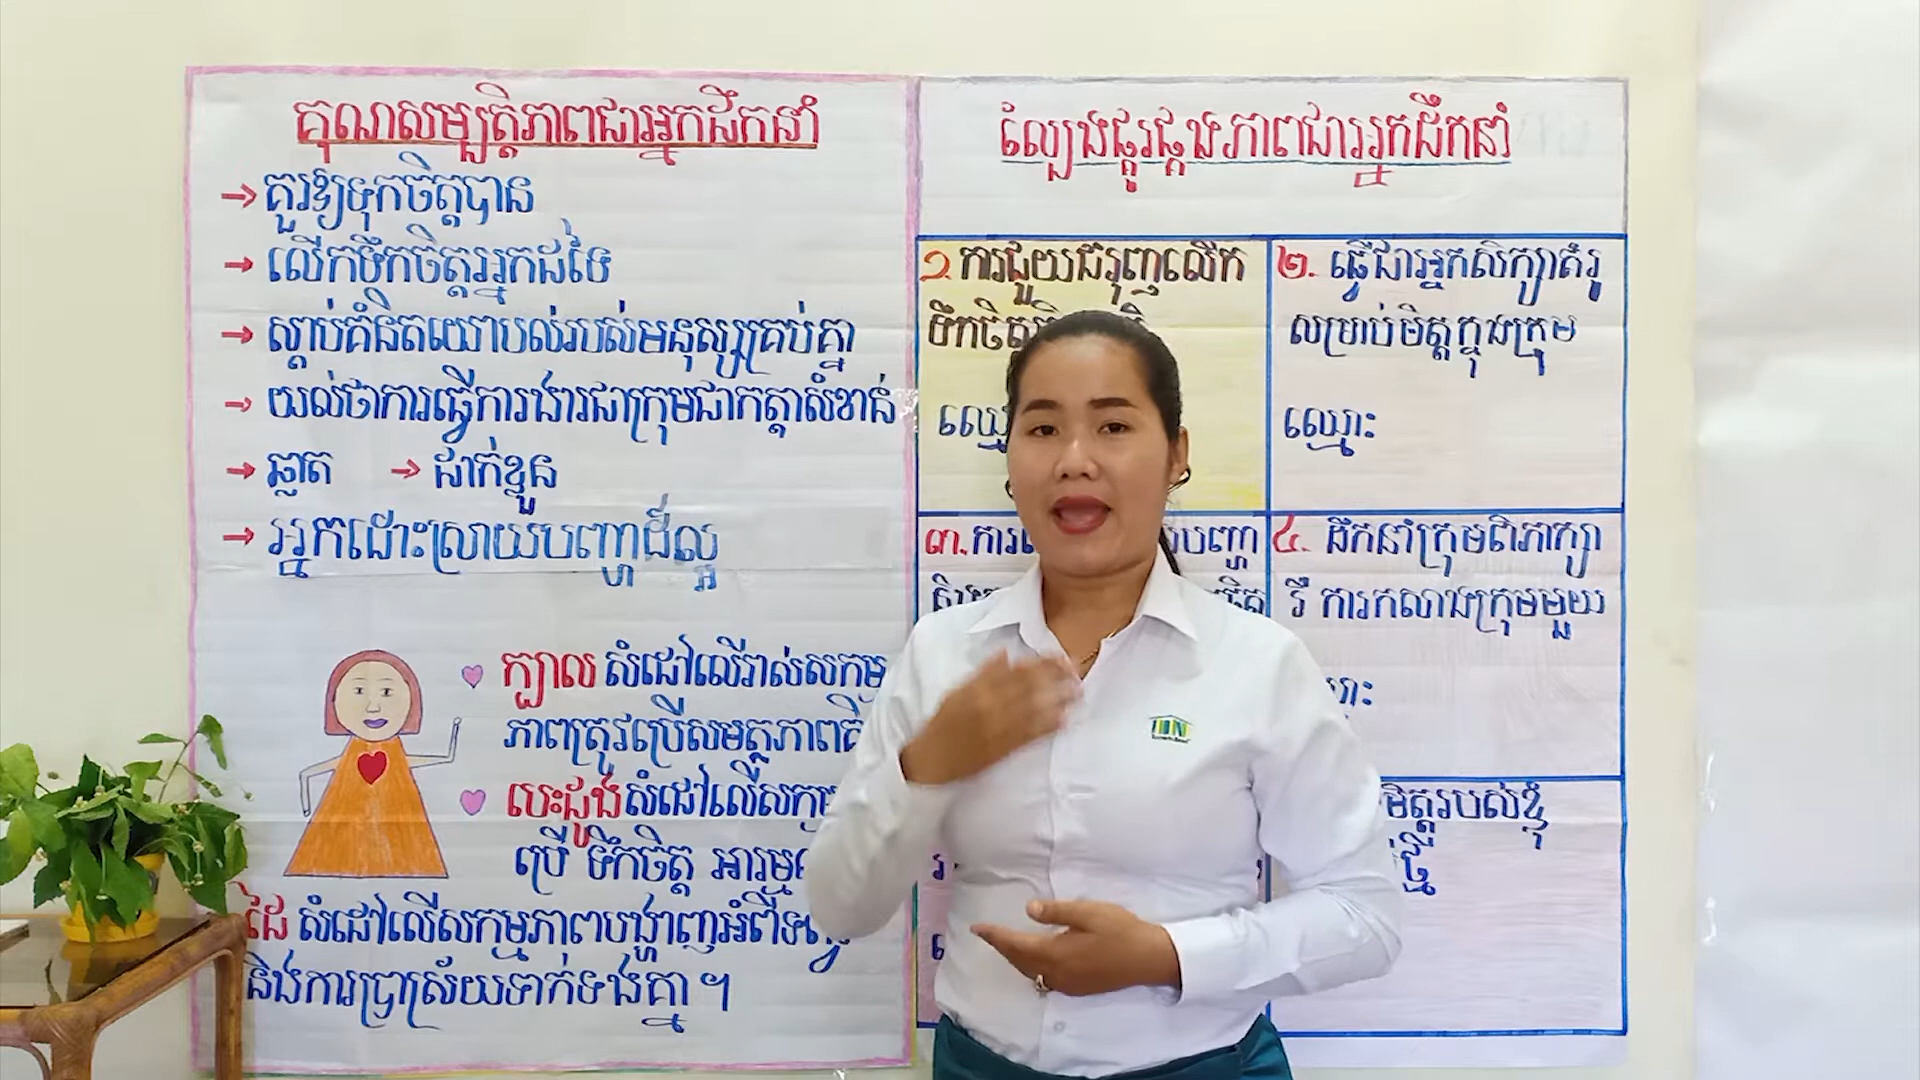 គុណសម្បត្តិភាពជាអ្នកដឹកនាំ
→ គួរឱ្យទុកចិត្តបាន
→ លើកទឹកចិត្តអ្នកដទៃ
→ ស្តាប់គំនិតយោបល់របស់មនុស្សគ្រប់គ្នា
→ យល់ថាការធ្វើការងារជាក្រុមជាកត្តាសំខាន់
→ ឆ្លាត → ដាក់ខ្លួន
→ អ្នកដោះស្រាយបញ្ហាដ៏ល្អ
ក្បាល សំដៅលើរាល់សកម្ម
ភាពត្រូវប្រើសមត្ថភាពគិ
បេះដូង សំដៅលើសកម្ម
ប្រើ ទឹកចិត្ត
ដៃ សំដៅលើសកម្មភាពបង្ហាញអំពី
និងការប្រាស្រ័យទាក់ទងគ្នា ។
ល្បែងផ្គូរផ្គងភាពជាអ្នកដឹកនាំ
១. ការជួយជំរុញលើក
ទឹកចិត្ត
២. ធ្វើជាអ្នកសិក្សាគំរូ
សម្រាប់មិត្តក្នុងក្រុម
ឈ្មោះ
ឈ្មោះ:
៣. ការ បញ្ហា
៤. ដឹកនាំក្រុមពិភាក្សា
រឺ ការកសាងក្រុមមួយ
មិត្តរបស់ខ្ញុំ
ថ្មី